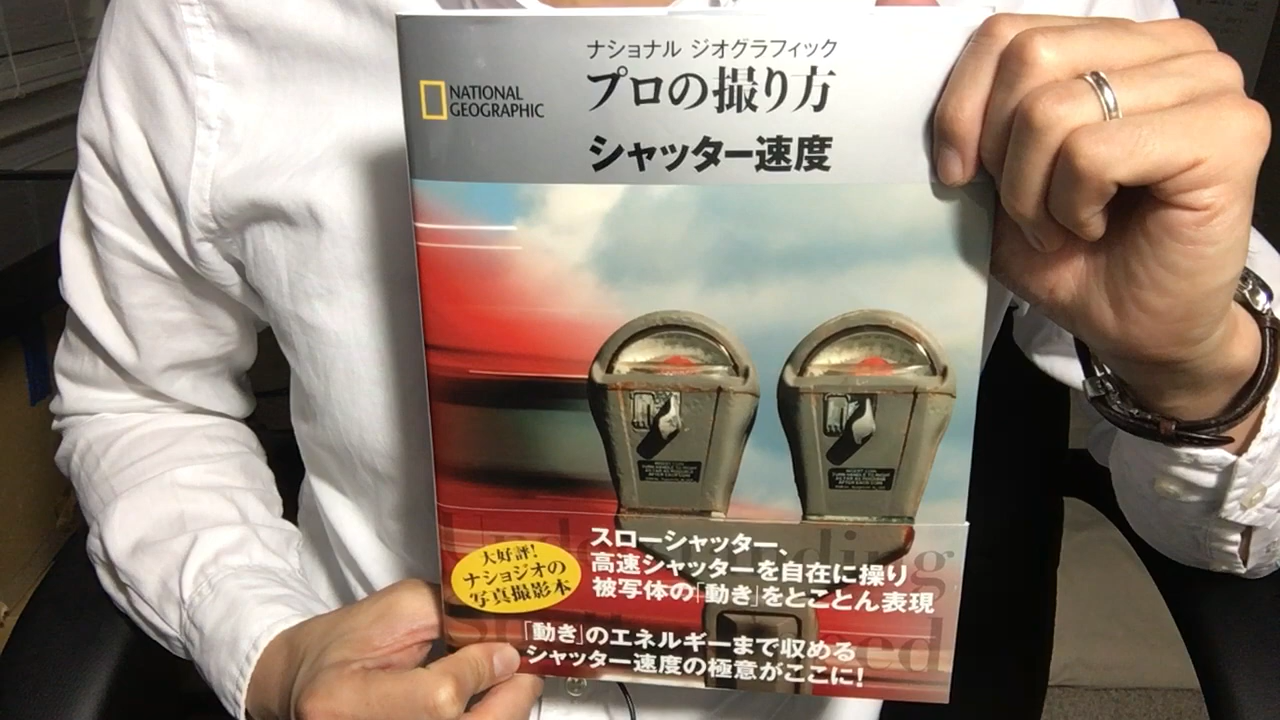 ナショナル ジオグラフィック
プロの撮り方
シャッター速度
NATIONAL
GEOGRAPHIC
スローシャッター、
高速シャッターを自在に操り
被写体の「動き」をとことん表現
大好評!
ナショジオの
写真撮影本
「動き」のエネルギーまで収める
シャッター速度の極意がここに!